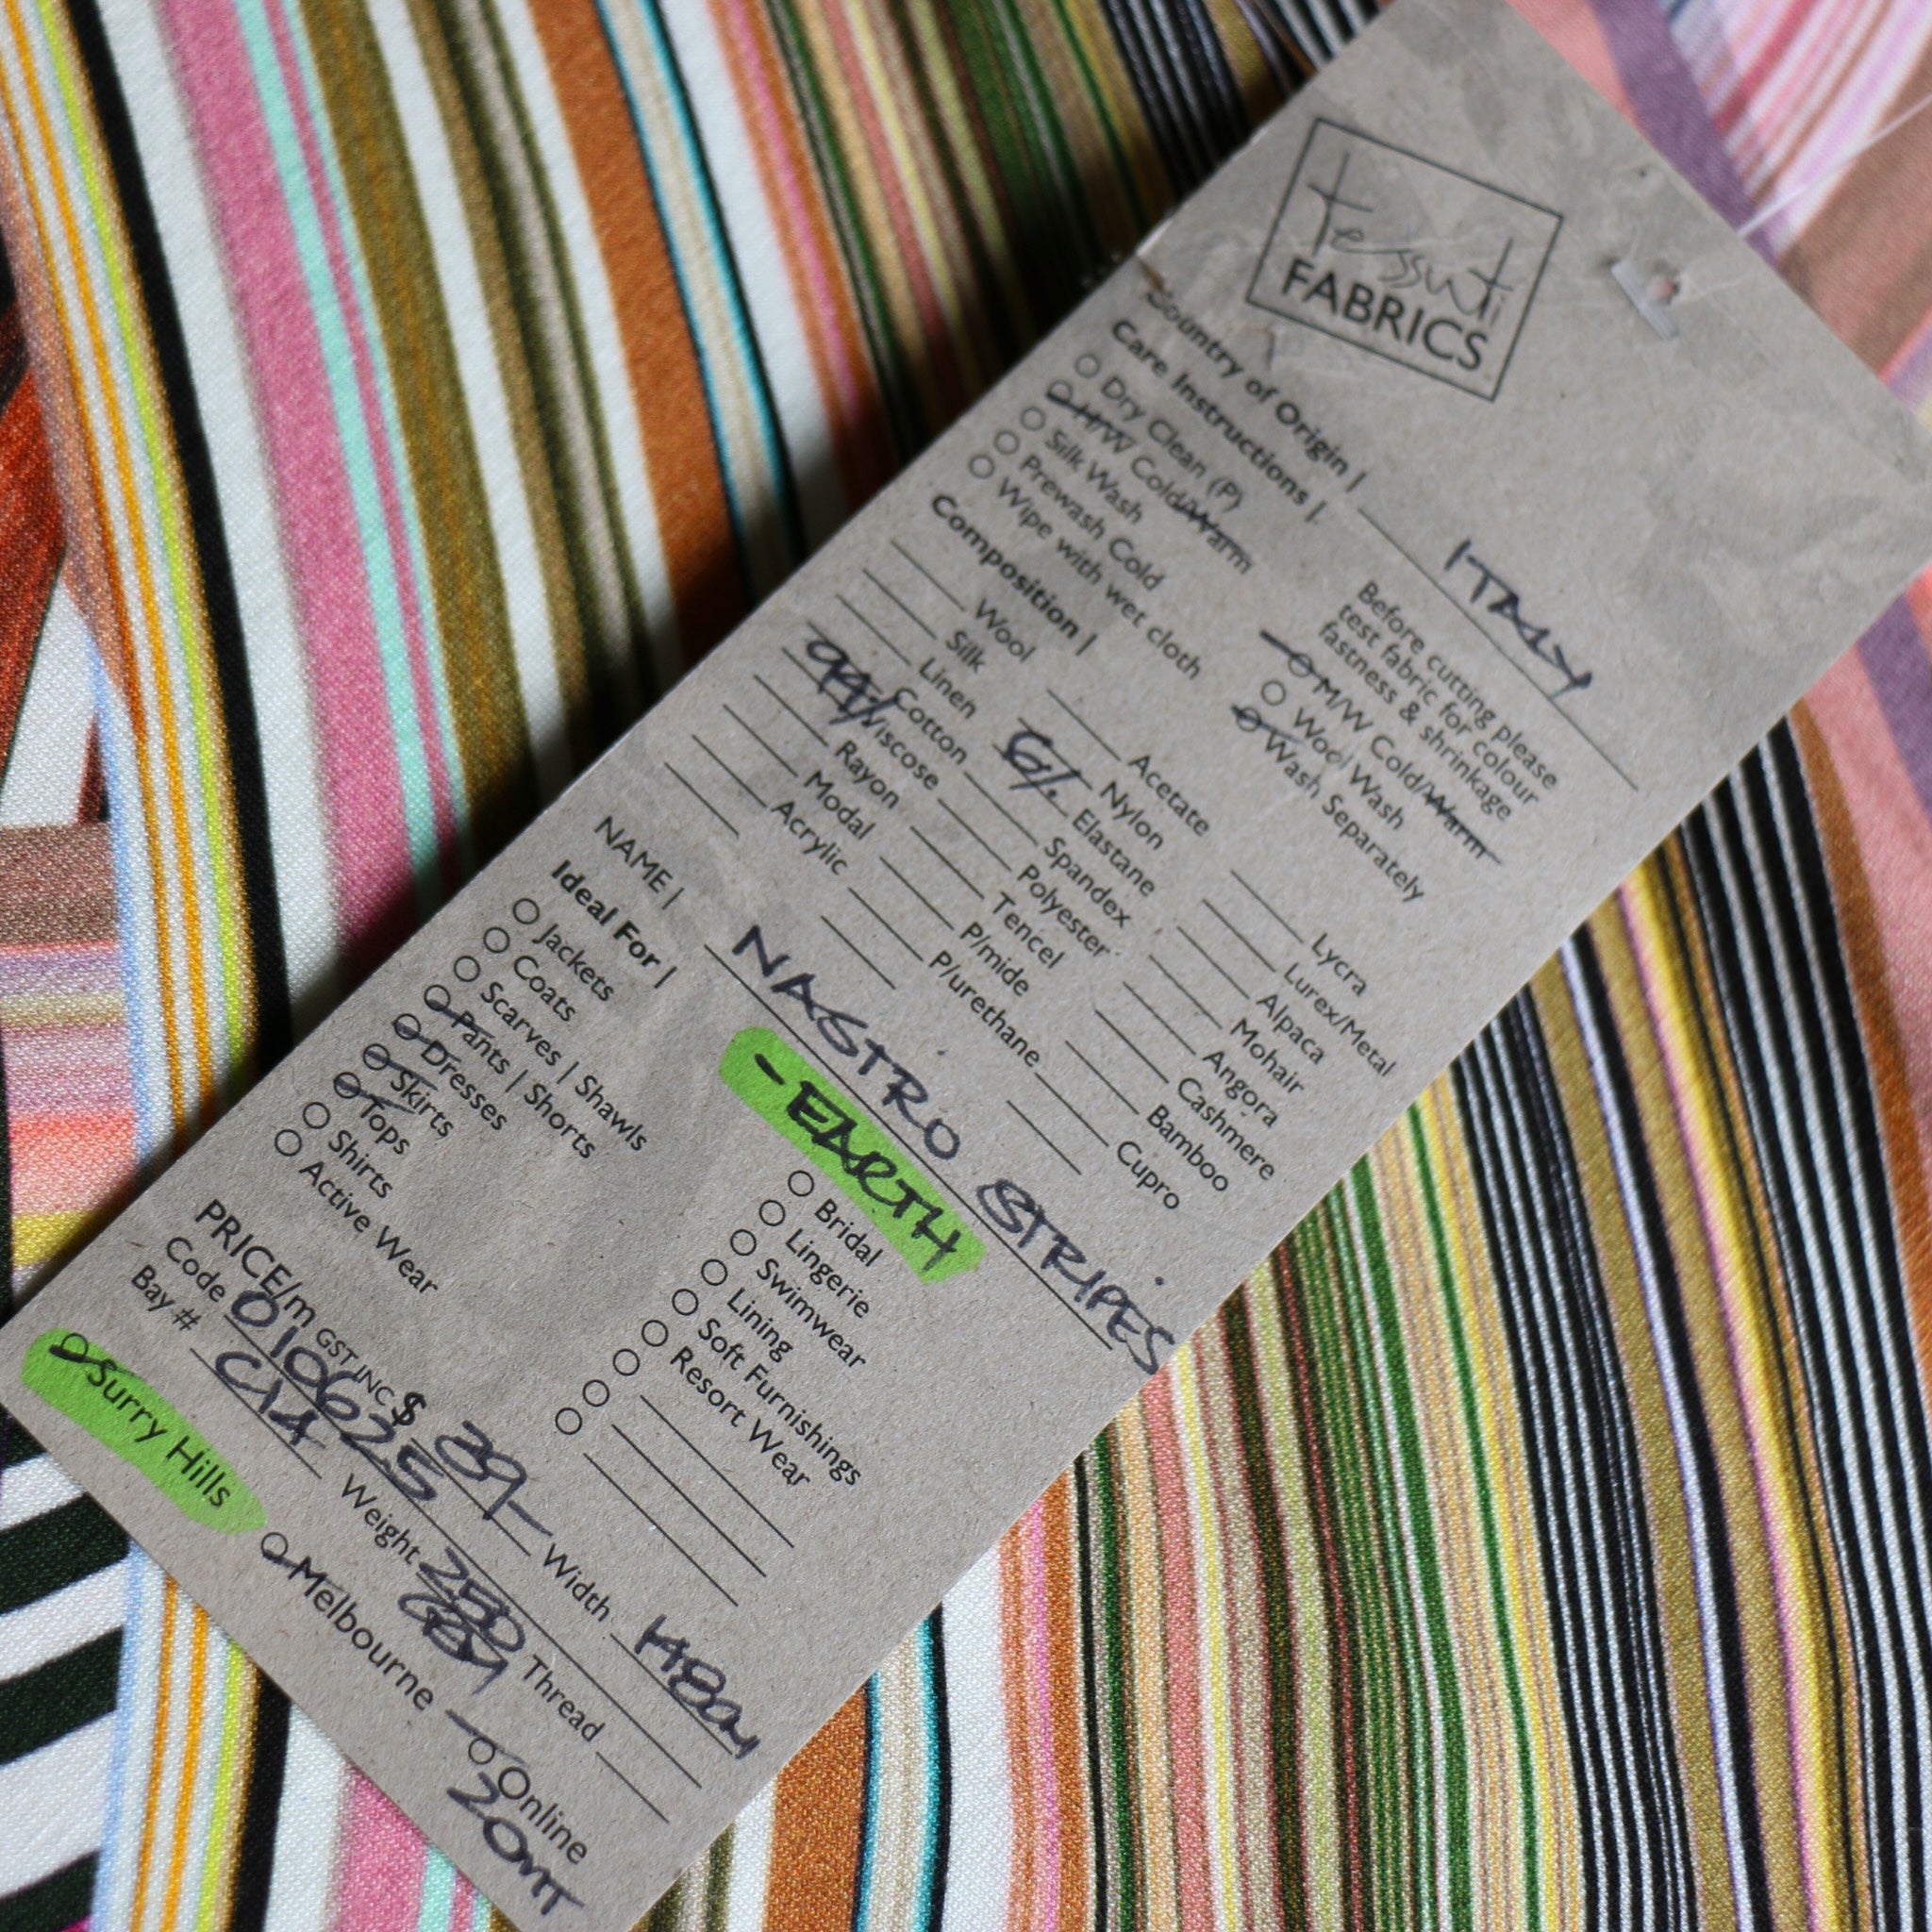 tessuti
FABRICS
Country of Origin | ITALY
Care Instructions |
Before cutting please
test fabric for colour
fastness & shrinkage
Dry Clean (P)
H/W Cold/Warm
Silk Wash
Prewash Cold
Wipe with wet cloth
M/W Cold/Warm
Wool Wash
Wash Separately
Composition |
Wool
Silk
Linen
Cotton
Viscose
Rayon
Modal
Acrylic
Acetate
Nylon
6% Elastane
Spandex
Polyester
Tencel
P/mide
P/urethane
Lycra
Lurex/Metal
Alpaca
Mohair
Angora
Cashmere
Bamboo
Cupro
NAME | NASTRO STRIPES
- EARTH
Ideal For |
Jackets
Coats
Scarves | Shawls
Pants | Shorts
Dresses
Skirts
Tops
Shirts
Active Wear
Bridal
Lingerie
Swimwear
Lining
Soft Furnishings
Resort Wear
PRICE/m GST INC $ 39- Width 148cm
Code 010625 Weight 250 Thread
Bay # C14
Surry Hills Melbourne Online
20mT